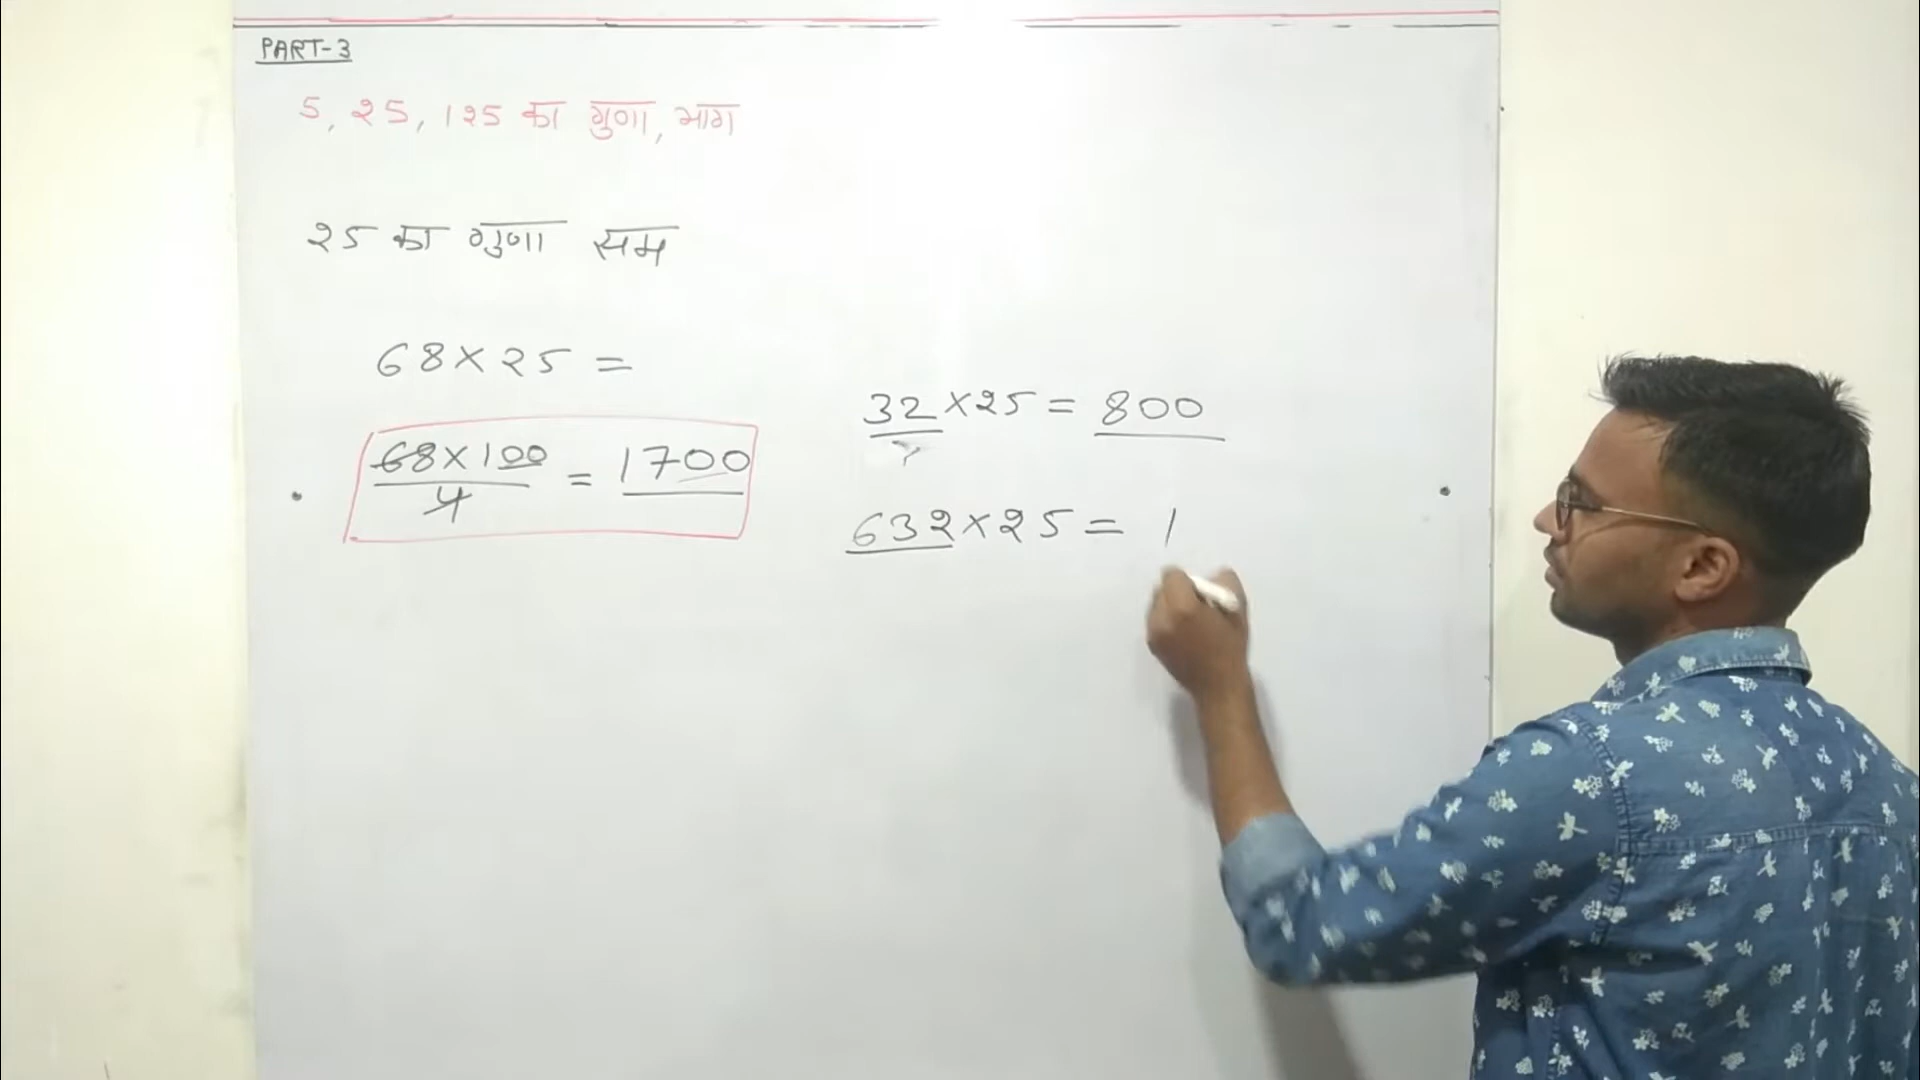 PART-3
5, 25, 125 का गुणा, भाग
25 का गुणा सम
68×25 =
68×100
4
= 1700
32×25 = 800
632×25 = 1